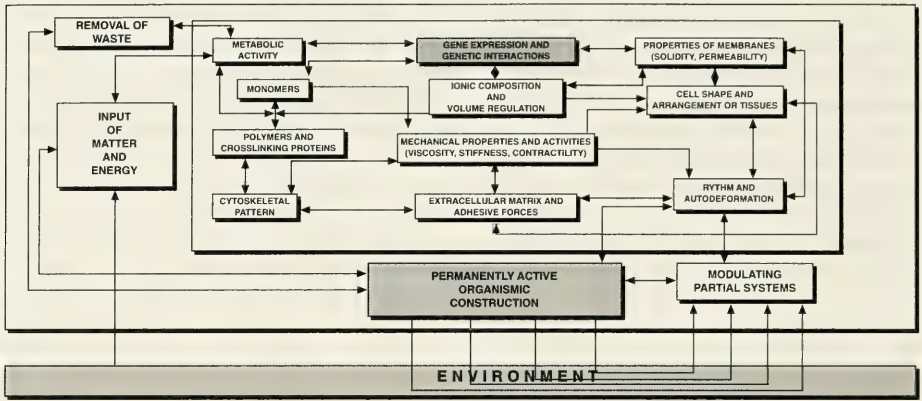 REMOVAL OF
WASTE
METABOLIC
ACTIVITY
GENE EXPRESSION AND
GENETIC INTERACTIONS
PROPERTIES OF MEMBRANES
(SOLIDITY, PERMEABILITY)
MONOMERS
IONIC COMPOSITION
AND
VOLUME REGULATION
CELL SHAPE AND
ARRANGEMENT OR TISSUES
INPUT
OF
MATTER
AND
ENERGY
POLYMERS AND
CROSSLINKING PROTEINS
MECHANICAL PROPERTIES AND ACTIVITIES
(VISCOSITY, STIFFNESS, CONTRACTILITY)
CYTOSKELETAL
PATTERN
EXTRACELLULAR MATRIX AND
ADHESIVE FORCES
RYTHM AND
AUTODEFORMATION
PERMANENTLY ACTIVE
ORGANISMIC
CONSTRUCTION
MODULATING
PARTIAL SYSTEMS
ENVIRONMENT